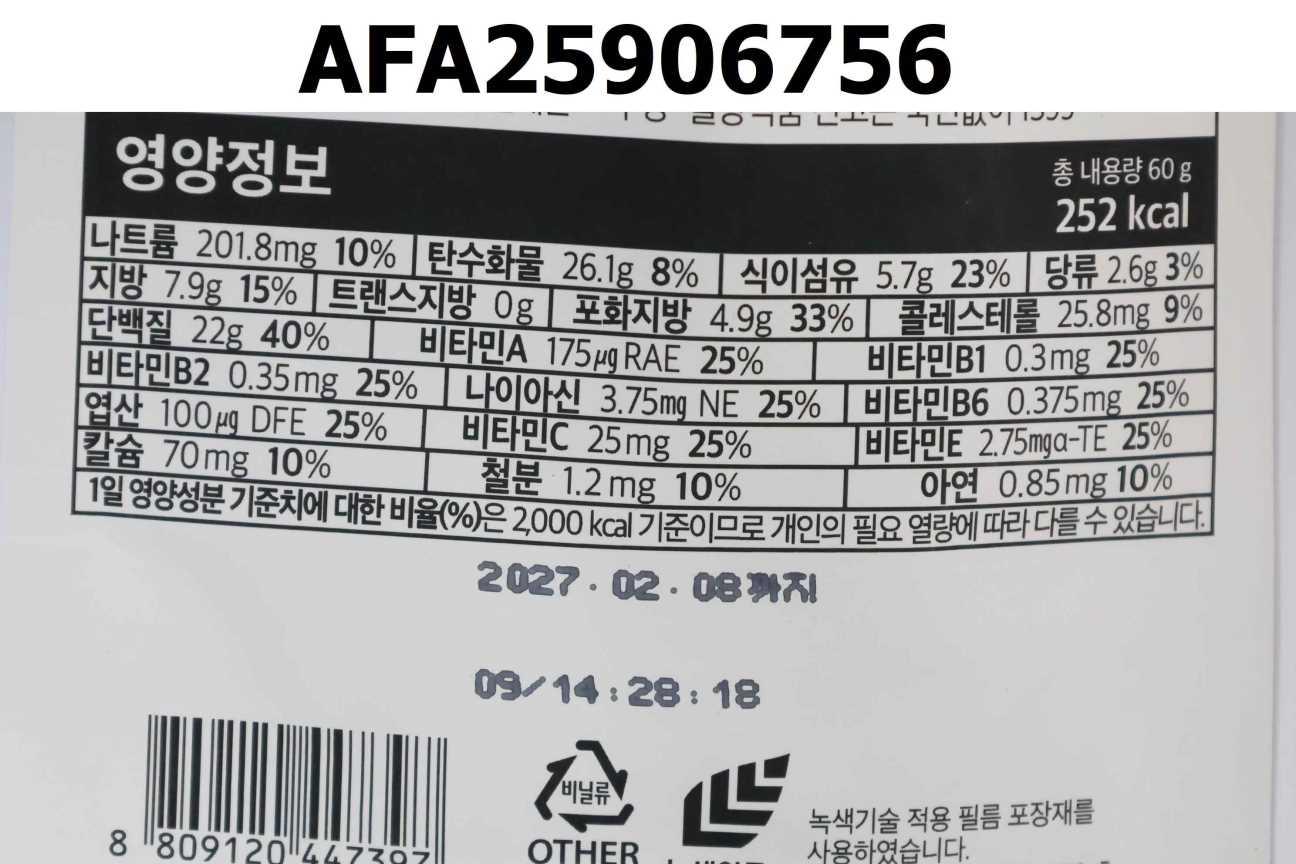 AFA25906756
영양정보
총 내용량 60 g
252 kcal
나트륨 201.8mg 10% 탄수화물 26.1g 8% 식이섬유 5.7g 23% 당류 2.6g 3%
지방 7.9g 15% 트랜스지방 0g 포화지방 4.9g 33% 콜레스테롤 25.8mg 9%
단백질 22g 40% 비타민A 175㎍ RAE 25% 비타민B1 0.3mg 25%
비타민B2 0.35mg 25% 나이아신 3.75㎎ NE 25% 비타민B6 0.375mg 25%
엽산 100㎍ DFE 25% 비타민C 25mg 25% 비타민E 2.75㎎α-TE 25%
칼슘 70mg 10% 철분 1.2mg 10% 아연 0.85mg 10%
1일 영양성분 기준치에 대한 비율(%)은 2,000 kcal 기준이므로 개인의 필요 열량에 따라 다를 수 있습니다.
2027.02.08까지
09/14:28:18
비닐류
OTHER
녹색기술 적용 필름 포장재를
사용하였습니다.
8 809120 447397